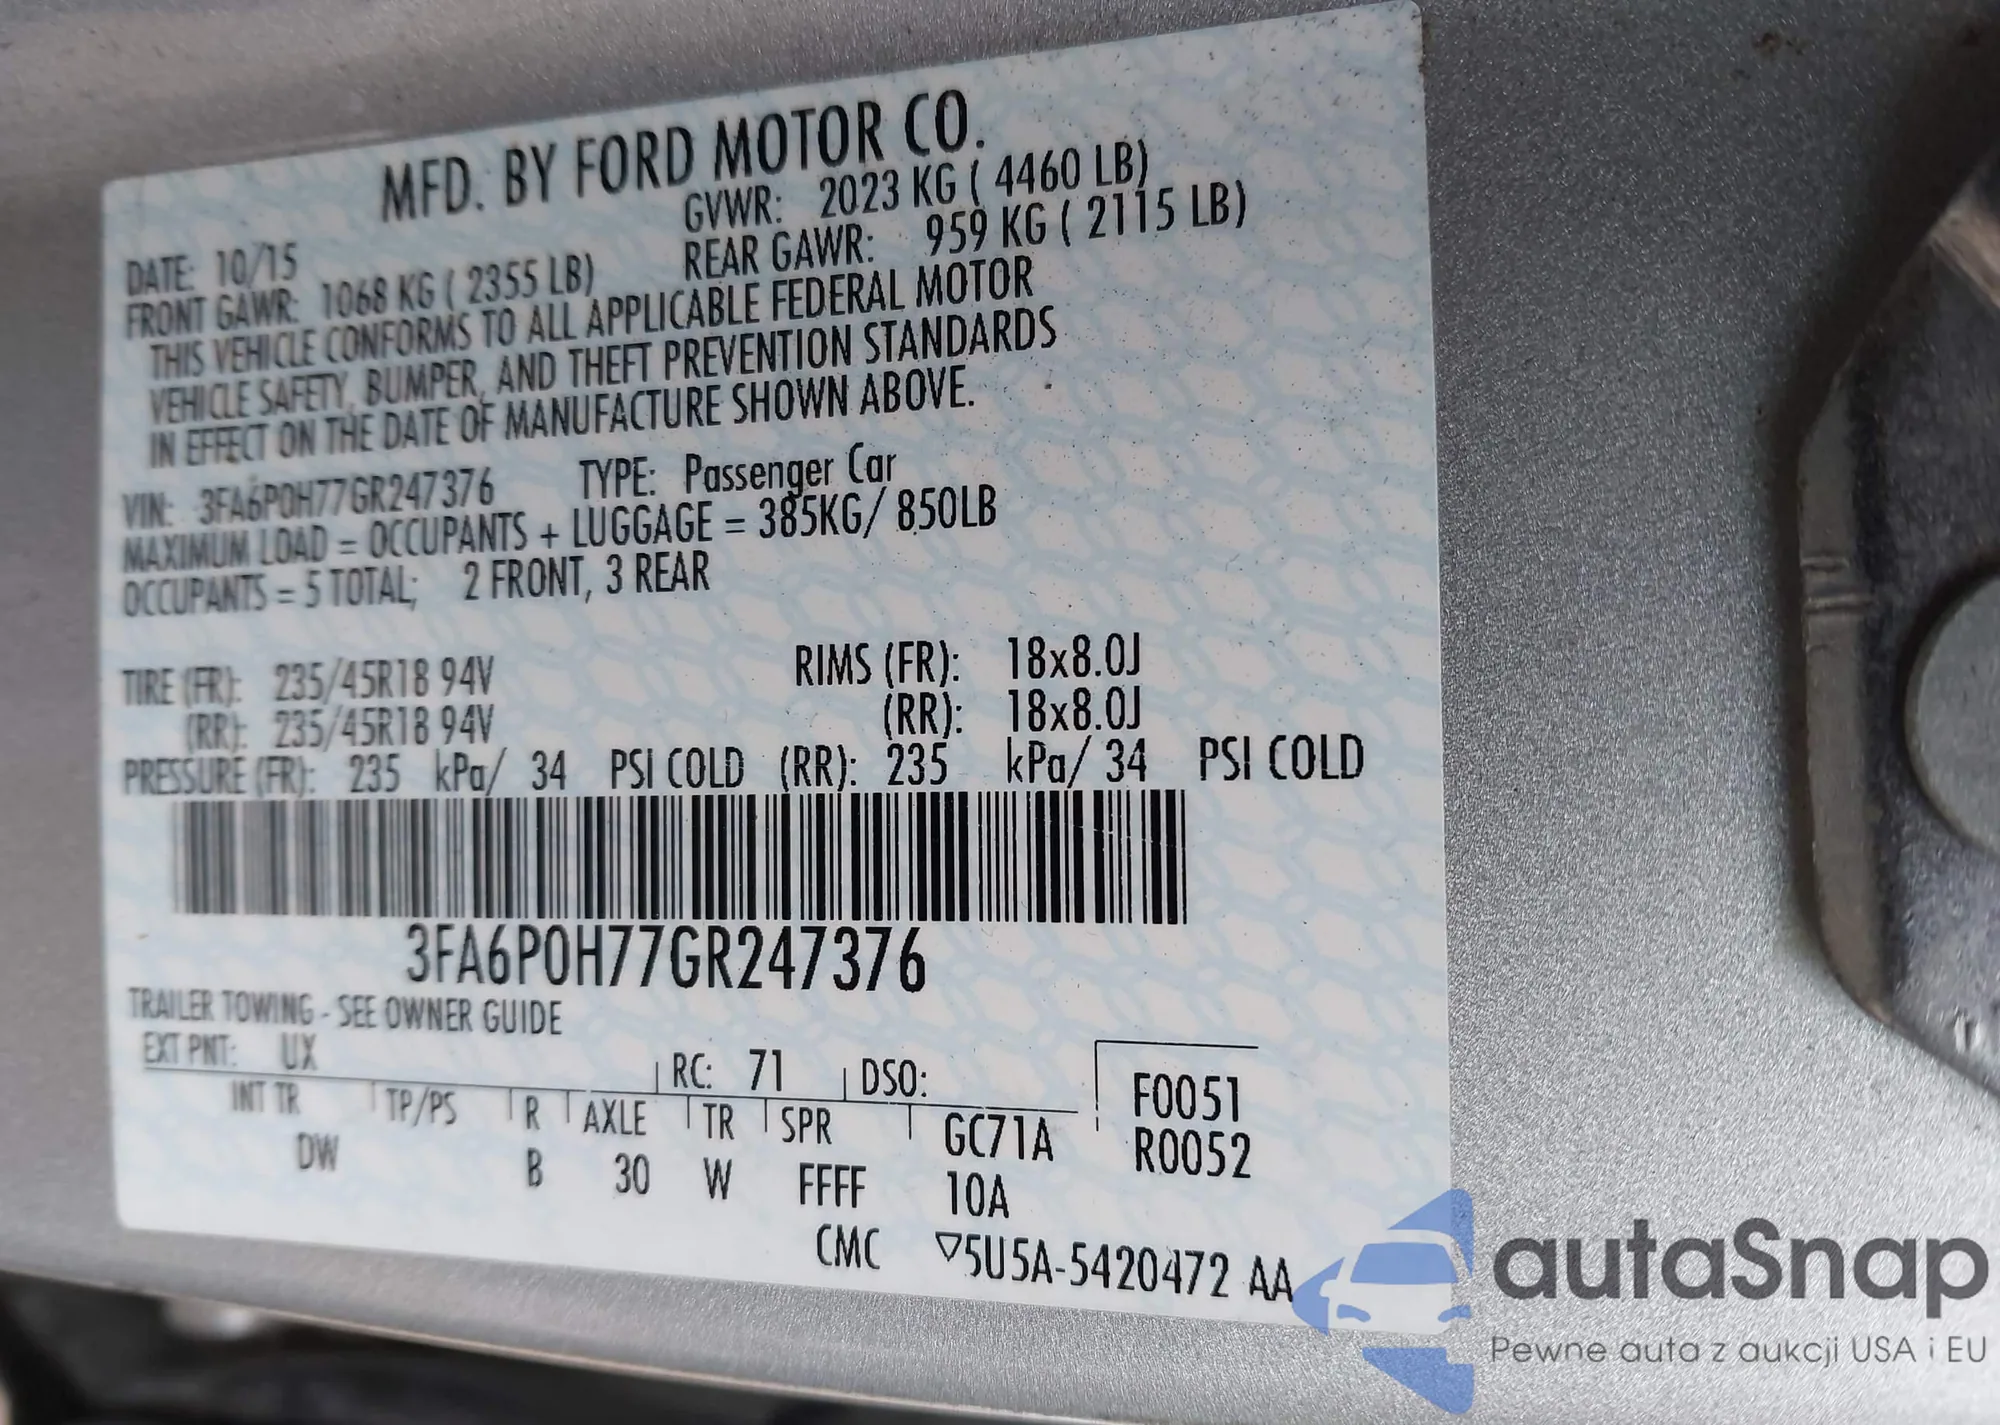 MFD. BY FORD MOTOR CO.
DATE: 10/15 GVWR: 2023 KG ( 4460 LB)
FRONT GAWR: 1068 KG ( 2355 LB) REAR GAWR: 959 KG ( 2115 LB)
THIS VEHICLE CONFORMS TO ALL APPLICABLE FEDERAL MOTOR
VEHICLE SAFETY, BUMPER, AND THEFT PREVENTION STANDARDS
IN EFFECT ON THE DATE OF MANUFACTURE SHOWN ABOVE.
VIN: 3FA6P0H77GR247376 TYPE: Passenger Car
MAXIMUM LOAD = OCCUPANTS + LUGGAGE = 385KG/ 850LB
OCCUPANTS = 5 TOTAL; 2 FRONT, 3 REAR
TIRE (FR): 235/45R18 94V RIMS (FR): 18x8.0J
(RR): 235/45R18 94V (RR): 18x8.0J
PRESSURE (FR): 235 kPa/ 34 PSI COLD (RR): 235 kPa/ 34 PSI COLD
3FA6P0H77GR247376
TRAILER TOWING - SEE OWNER GUIDE
EXT PNT: UX RC: 71 DSO: F0051
INT TR TP/PS R AXLE TR SPR GC71A R0052
DW B 30 W FFFF 10A
CMC ▽5U5A-5420472 AA
autaSnap
Pewne auta z aukcji USA i EU